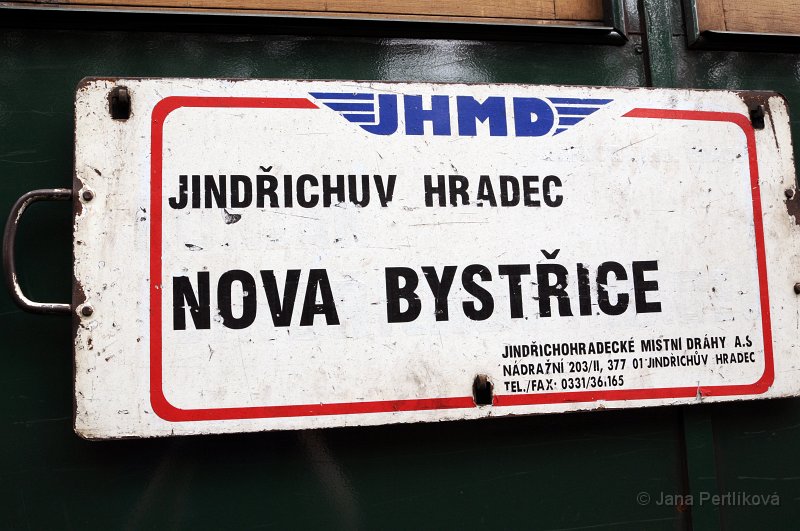 JHMD
JINDŘICHUV HRADEC
NOVA BYSTŘICE
JINDŘICHOHRADECKÉ MISTNÍ DRÁHY A.S
NÁDRAŽNÍ 203/II, 377 01 JINDŘICHŮV HRADEC
TEL./FAX: 0331/36.165
© Jana Pertlíková